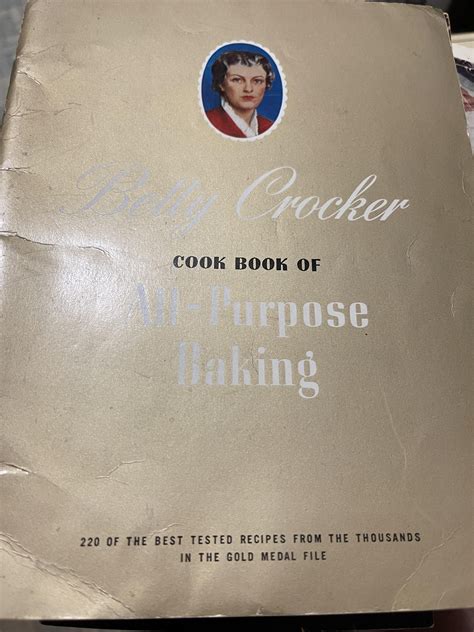 Betty Crocker
COOK BOOK OF
All-Purpose
Baking
220 OF THE BEST TESTED RECIPES FROM THE THOUSANDS
IN THE GOLD MEDAL FILE